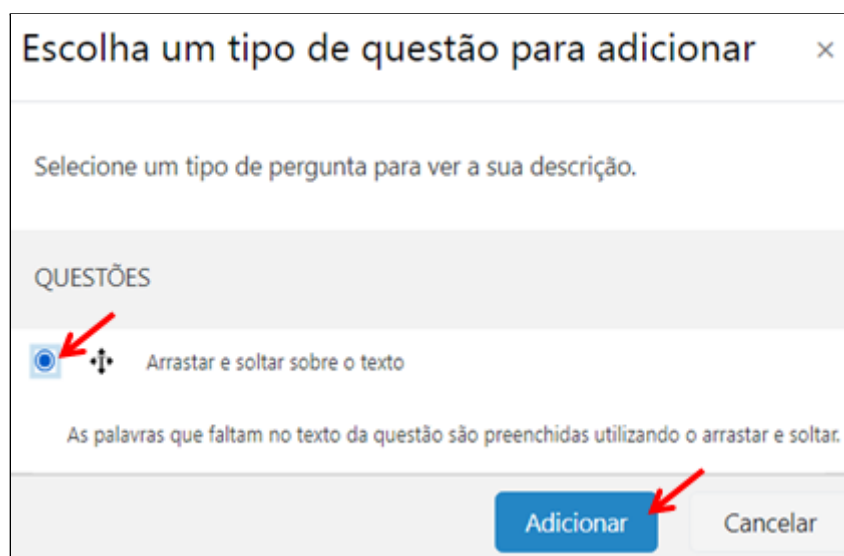 Escolha um tipo de questão para adicionar ×
Selecione um tipo de pergunta para ver a sua descrição.
QUESTÕES
Arrastar e soltar sobre o texto
As palavras que faltam no texto da questão são preenchidas utilizando o arrastar e soltar.
Adicionar Cancelar